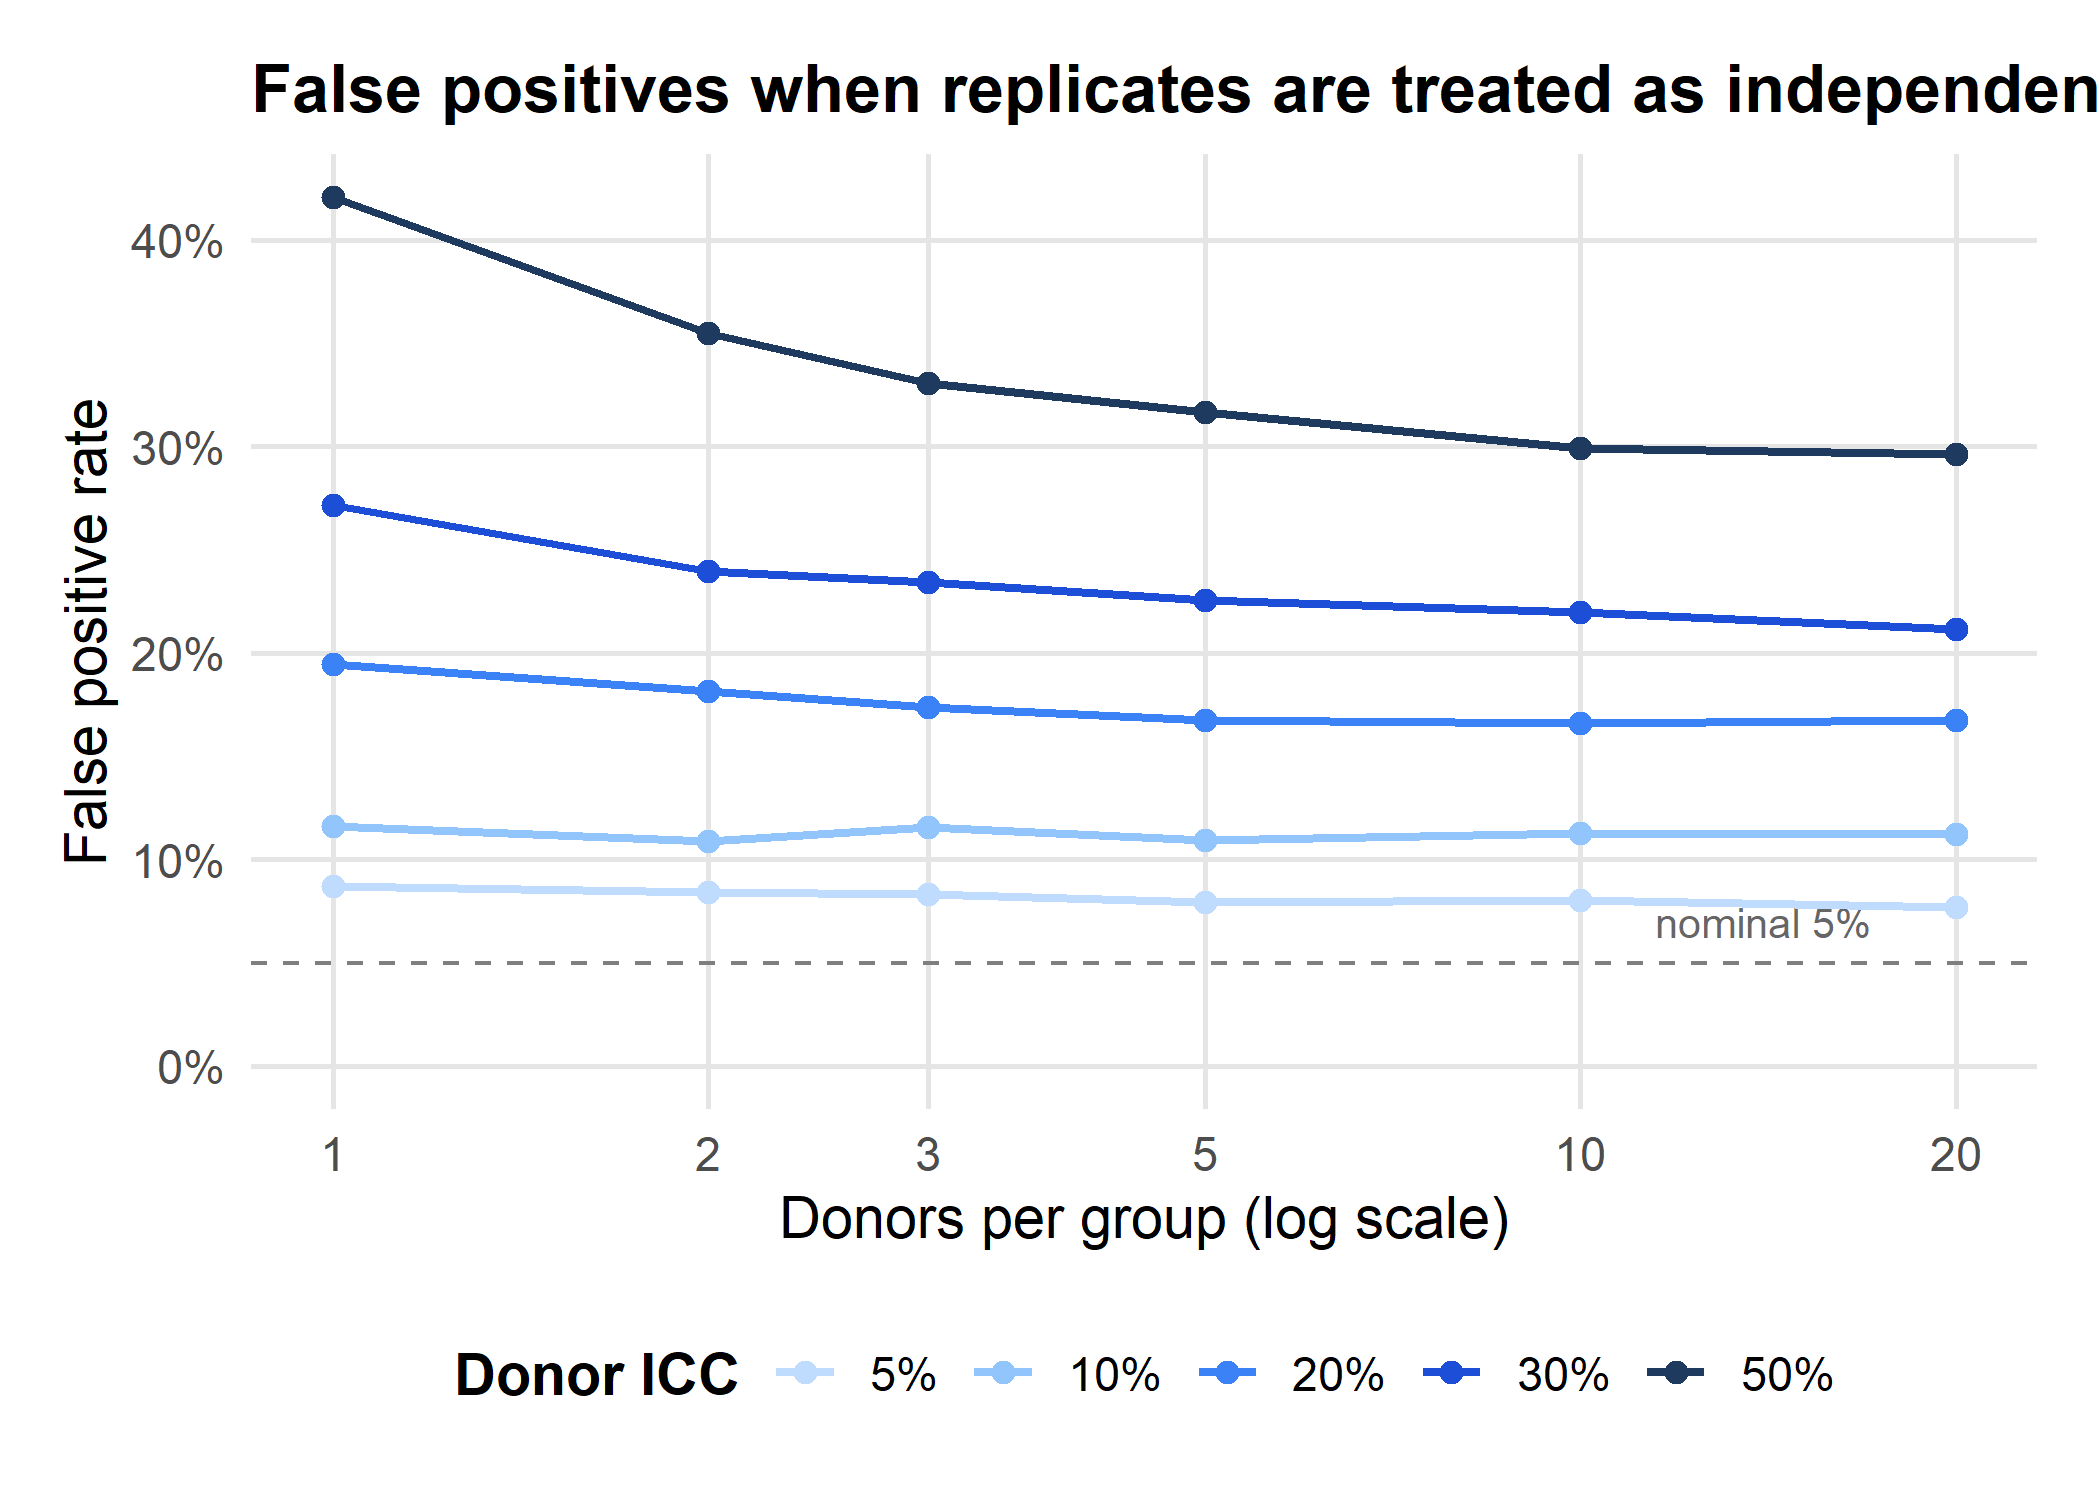 False positives when replicates are treated as independen
40%
30%
20%
10%
0%
False positive rate
nominal 5%
1 2 3 5 10 20
Donors per group (log scale)
Donor ICC 5% 10% 20% 30% 50%